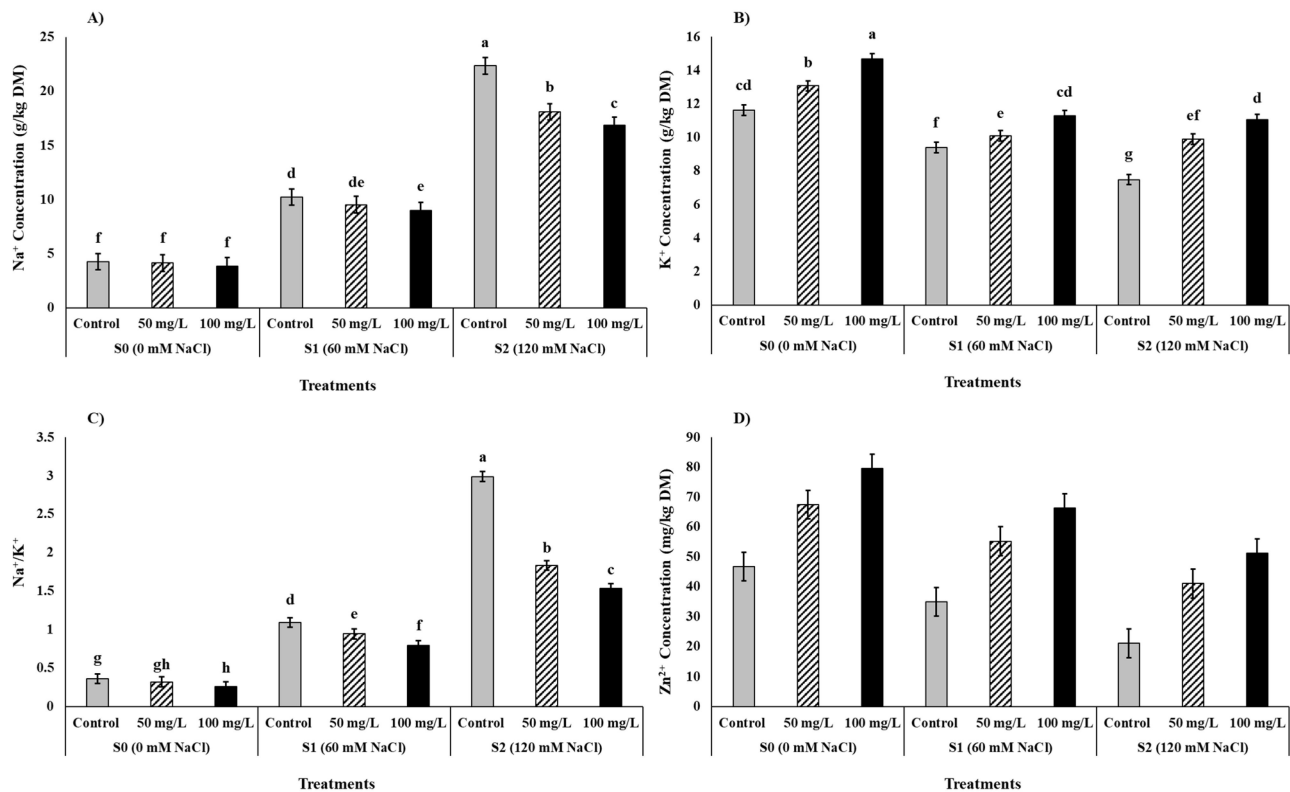 A)
Na⁺ Concentration (g/kg DM)
25
20
15
10
5
0
f f f d de e a b c
Control 50 mg/L 100 mg/L Control 50 mg/L 100 mg/L Control 50 mg/L 100 mg/L
S0 (0 mM NaCl) S1 (60 mM NaCl) S2 (120 mM NaCl)
Treatments
B)
K⁺ Concentration (g/kg DM)
16
14
12
10
8
6
4
2
0
cd b a f e cd g ef d
Control 50 mg/L 100 mg/L Control 50 mg/L 100 mg/L Control 50 mg/L 100 mg/L
S0 (0 mM NaCl) S1 (60 mM NaCl) S2 (120 mM NaCl)
Treatments
C)
Na⁺/K⁺
3.5
3
2.5
2
1.5
1
0.5
0
g gh h d e f a b c
Control 50 mg/L 100 mg/L Control 50 mg/L 100 mg/L Control 50 mg/L 100 mg/L
S0 (0 mM NaCl) S1 (60 mM NaCl) S2 (120 mM NaCl)
Treatments
D)
Zn²⁺ Concentration (mg/kg DM)
90
80
70
60
50
40
30
20
10
0
Control 50 mg/L 100 mg/L Control 50 mg/L 100 mg/L Control 50 mg/L 100 mg/L
S0 (0 mM NaCl) S1 (60 mM NaCl) S2 (120 mM NaCl)
Treatments